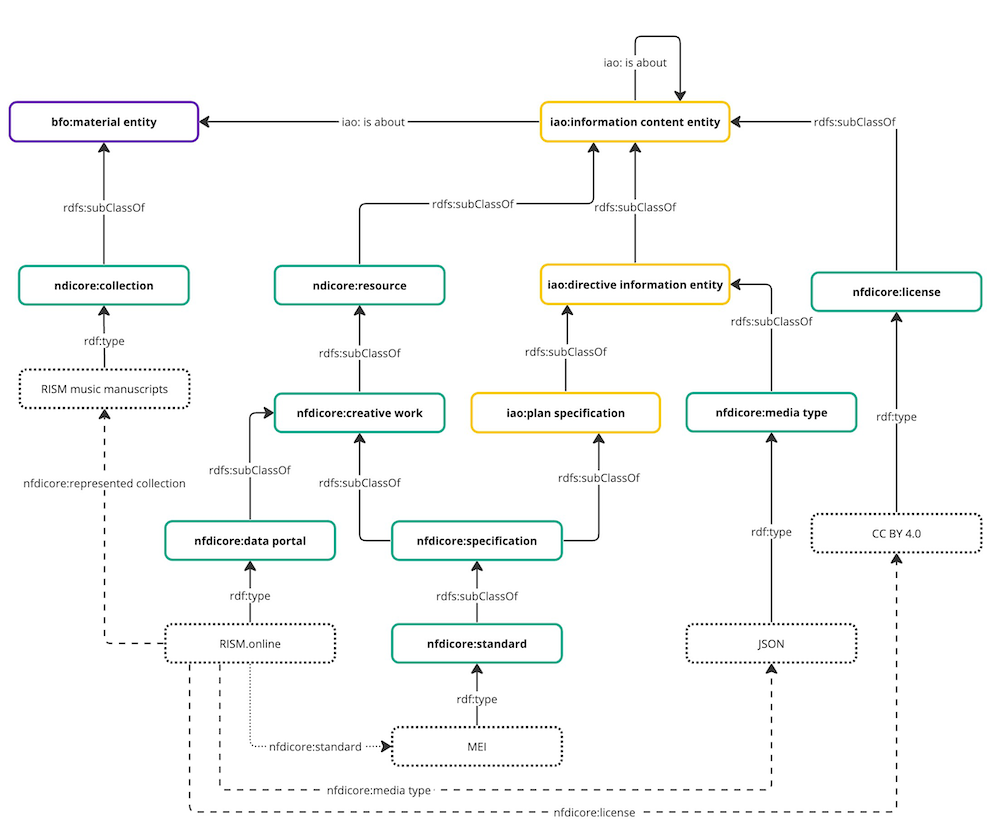 iao: is about
bfo:material entity
iao: is about
iao:information content entity
rdfs:subClassOf
rdfs:subClassOf
rdfs:subClassOf
rdfs:subClassOf
ndicore:collection
ndicore:resource
iao:directive information entity
nfdicore:license
rdfs:subClassOf
rdf:type
rdfs:subClassOf
rdfs:subClassOf
RISM music manuscripts
nfdicore:creative work
iao:plan specification
nfdicore:media type
rdf:type
rdfs:subClassOf
rdfs:subClassOf
rdfs:subClassOf
nfdicore:represented collection
rdf:type
CC BY 4.0
nfdicore:data portal
nfdicore:specification
rdf:type
rdfs:subClassOf
RISM.online
nfdicore:standard
JSON
rdf:type
nfdicore:standard
MEI
nfdicore:media type
nfdicore:license